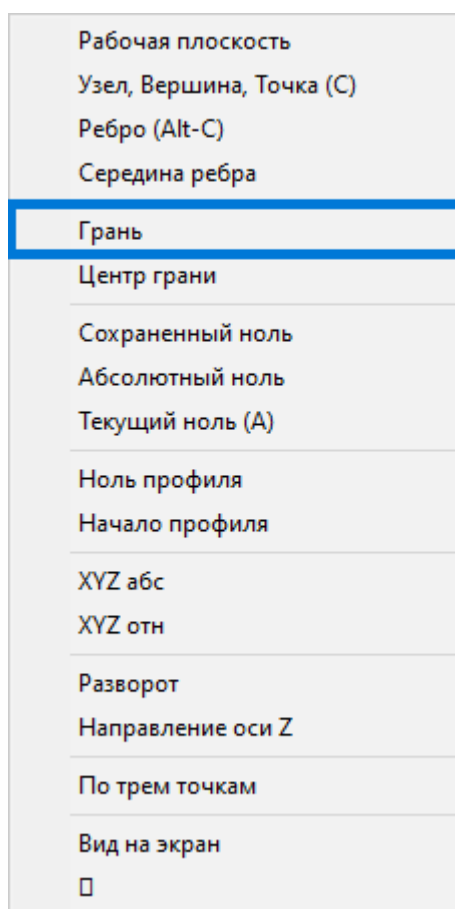 Рабочая плоскость
Узел, Вершина, Точка (C)
Ребро (Alt-C)
Середина ребра
Грань
Центр грани
Сохраненный ноль
Абсолютный ноль
Текущий ноль (A)
Ноль профиля
Начало профиля
XYZ абс
XYZ отн
Разворот
Направление оси Z
По трем точкам
Вид на экран